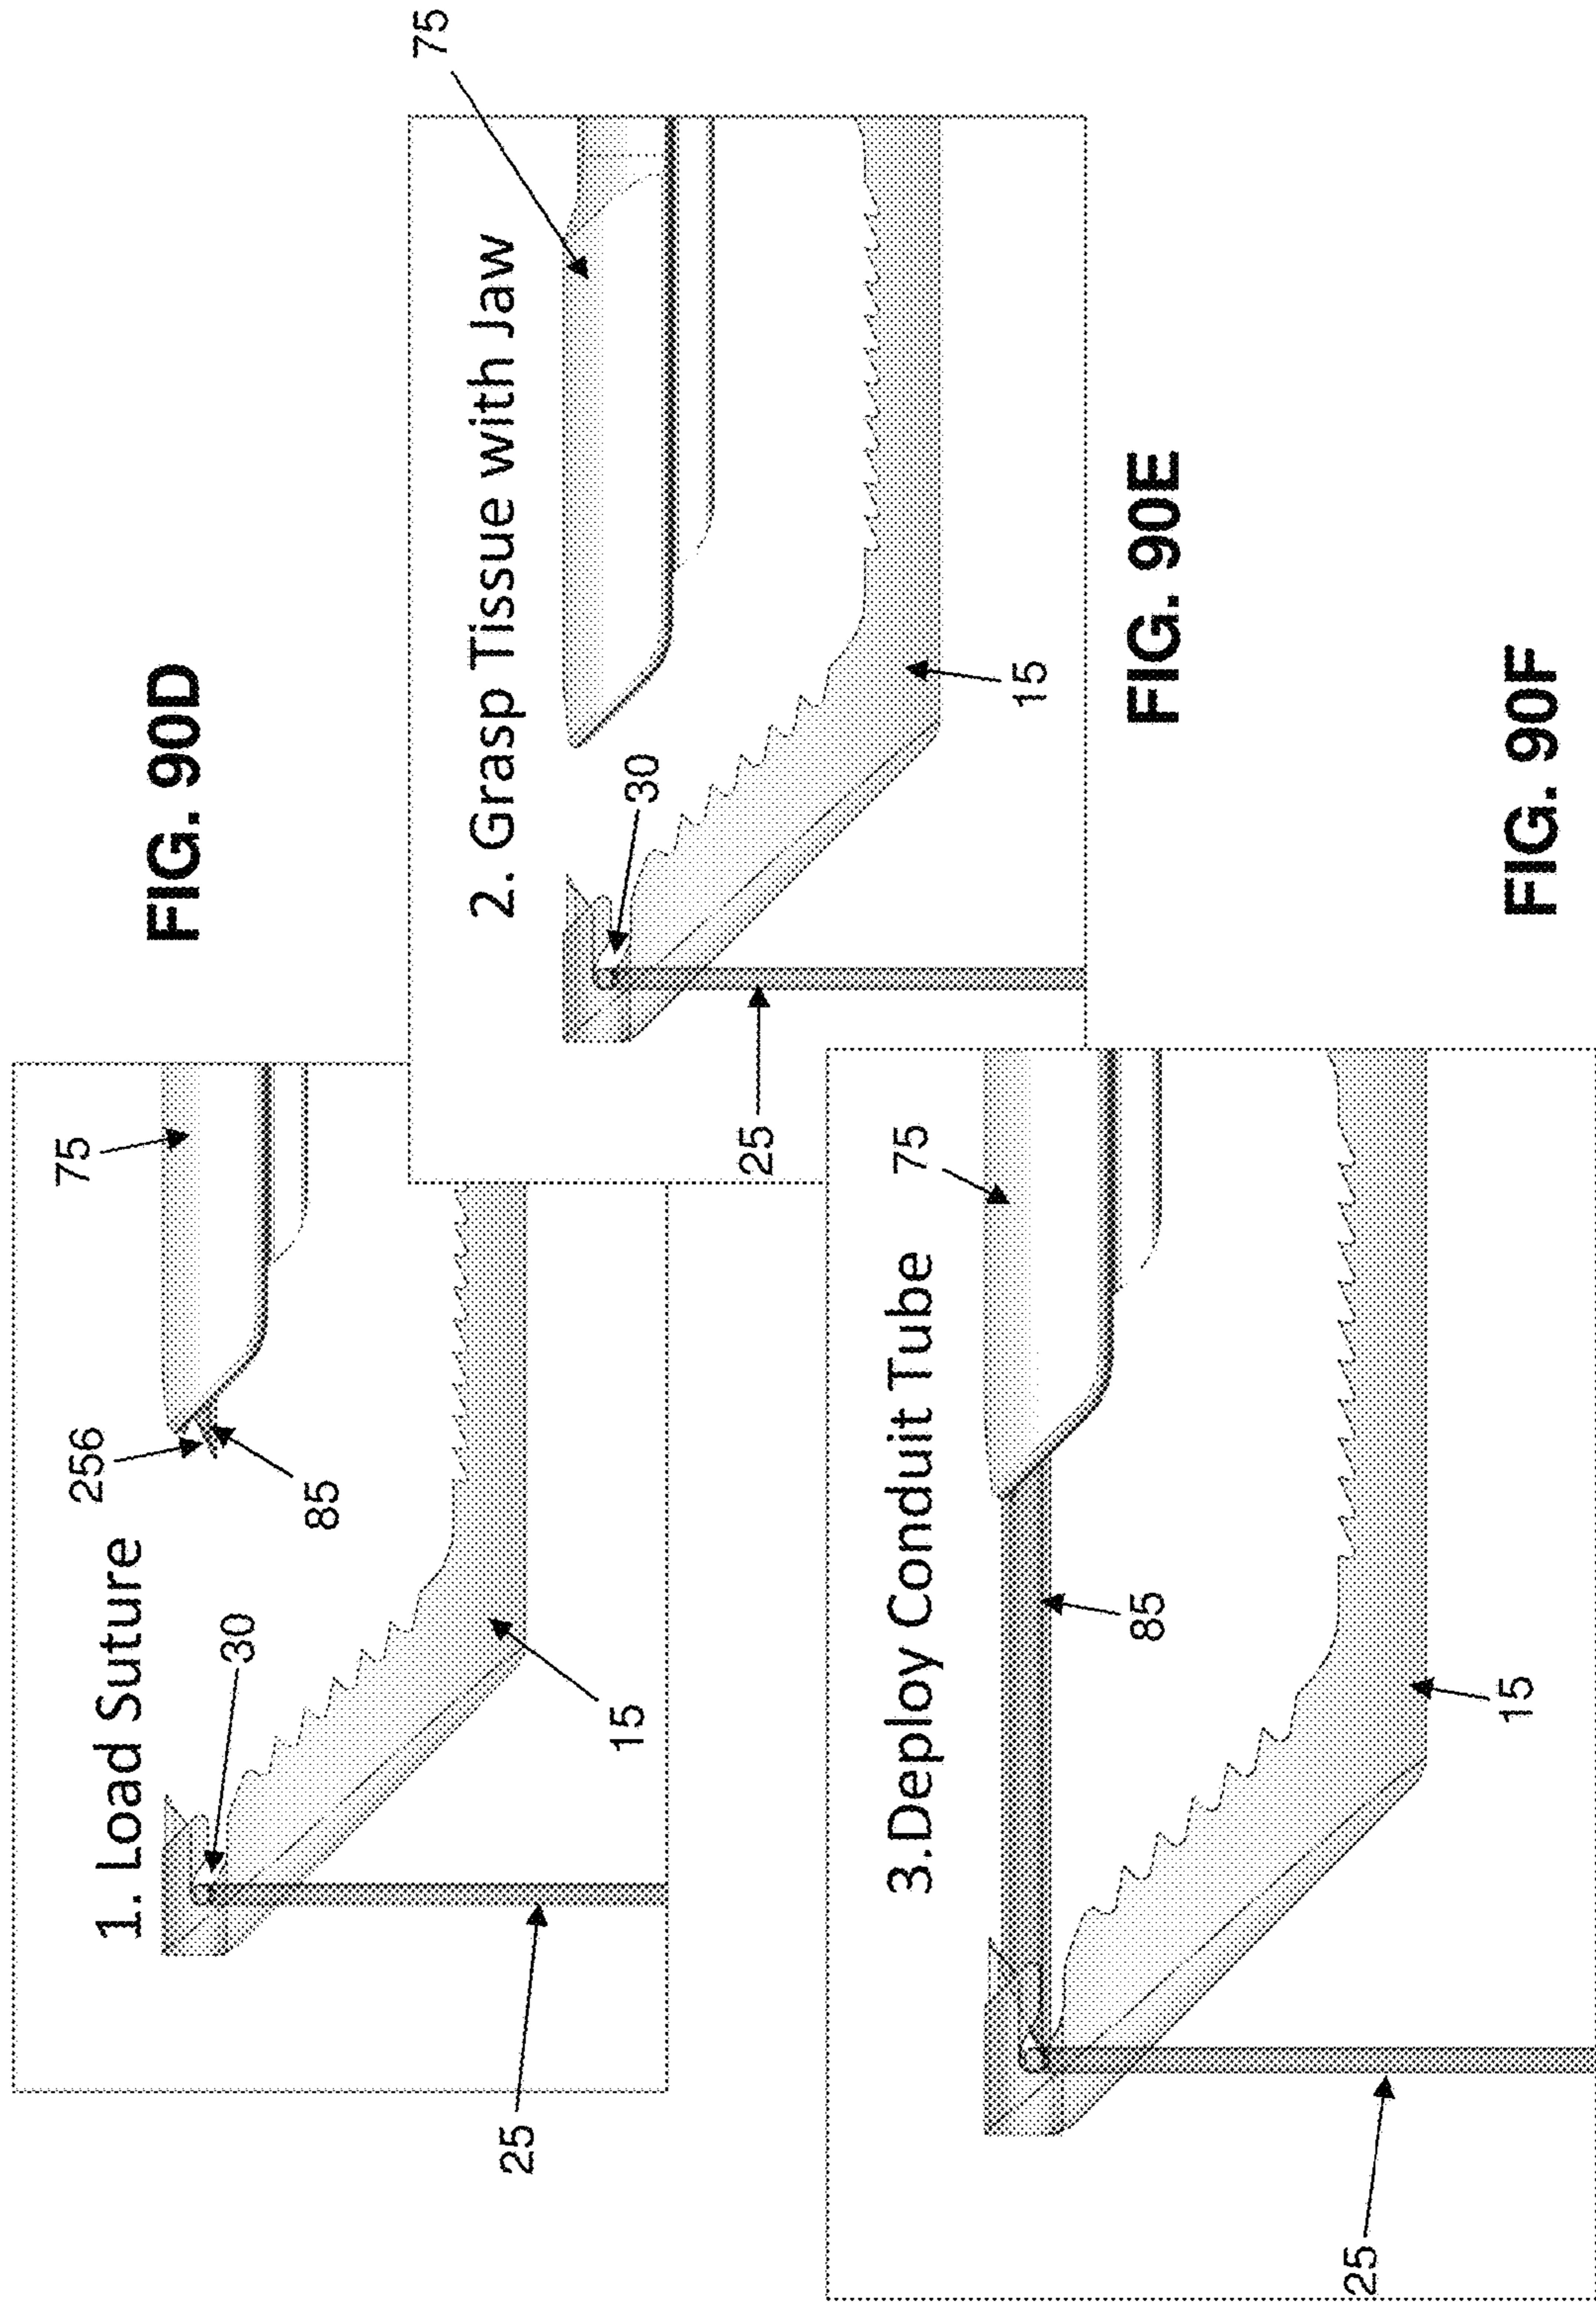 FIG. 90D
1. Load Suture
75
256
85
30
15
25
2. Grasp Tissue with Jaw
75
30
15
25
FIG. 90E
3.Deploy Conduit Tube
75
85
15
25
FIG. 90F